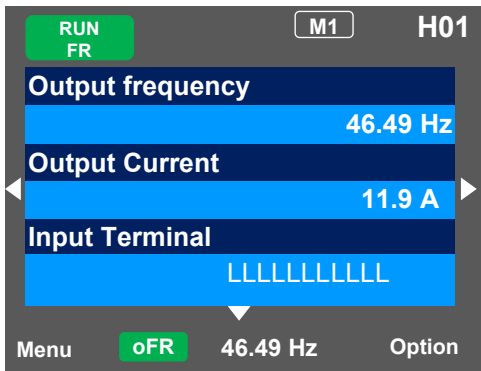 RUN
FR
M1
H01
Output frequency
46.49 Hz
Output Current
11.9 A
Input Terminal
LLLLLLLLLLL
Menu
oFR
46.49 Hz
Option